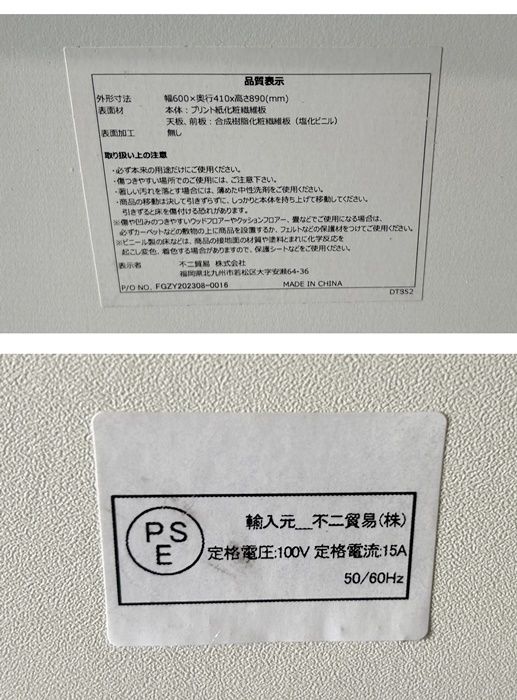 品質表示
外形寸法 幅600×奥行410x高さ890(mm)
表面材 本体：プリント紙化粧繊維板
天板、前板：合成樹脂化粧繊維板（塩化ビニル）
表面加工 無し
取り扱い上の注意
・必ず本来の用途だけにご使用ください。
・傷つきやすい場所でのご使用には、ご注意下さい。
・著しい汚れを落とす場合には、薄めた中性洗剤をご使用ください。
・商品の移動は決して引きずらずに、しっかりと本体を持ち上げて移動してください。
引きずると床を傷付ける恐れがあります。
※傷や凹みのつきやすいウッドフロアーやクッションフロアー、畳などでご使用になる場合は、
必ずカーペットなどの敷物の上に商品を設置するか、フェルトなどの保護材をつけてご使用ください。
※ビニール製の床などは、商品の接地面の材質や塗料とまれに化学反応を
起こし変色、着色する場合がありますので、保護シートなどをご使用ください。
表示者 不二貿易 株式会社
福岡県北九州市若松区大字安瀬64-36
P/O NO. FGZY202308-0016 MADE IN CHINA
DT352
PS
E
輸入元__不二貿易(株)
定格電圧:100V 定格電流:15A
50/60Hz